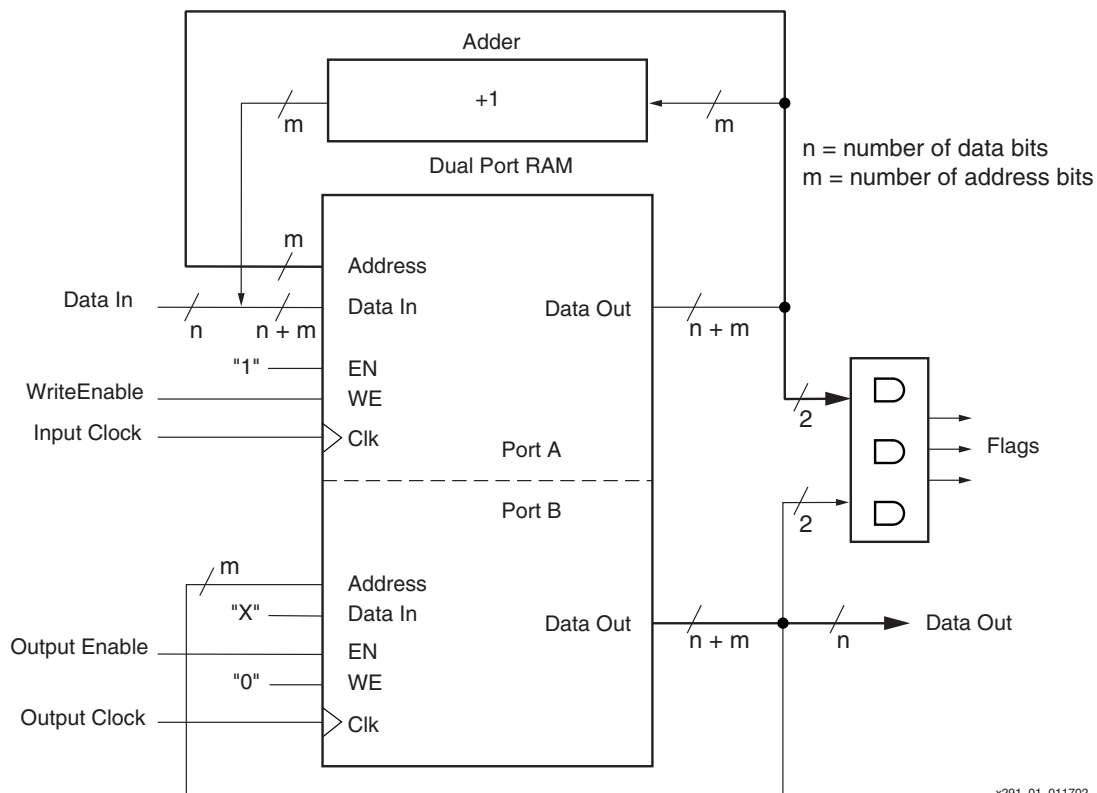 Adder
+1
m
m
n = number of data bits
m = number of address bits
Dual Port RAM
m
Address
Data In
n
n + m
Data In
Data Out
n + m
"1"
EN
WriteEnable
WE
2
Input Clock
Clk
Port A
Flags
Port B
2
m
Address
"X"
Data In
Data Out
n + m
n
Data Out
Output Enable
EN
"0"
WE
Output Clock
Clk
x291_01_011702